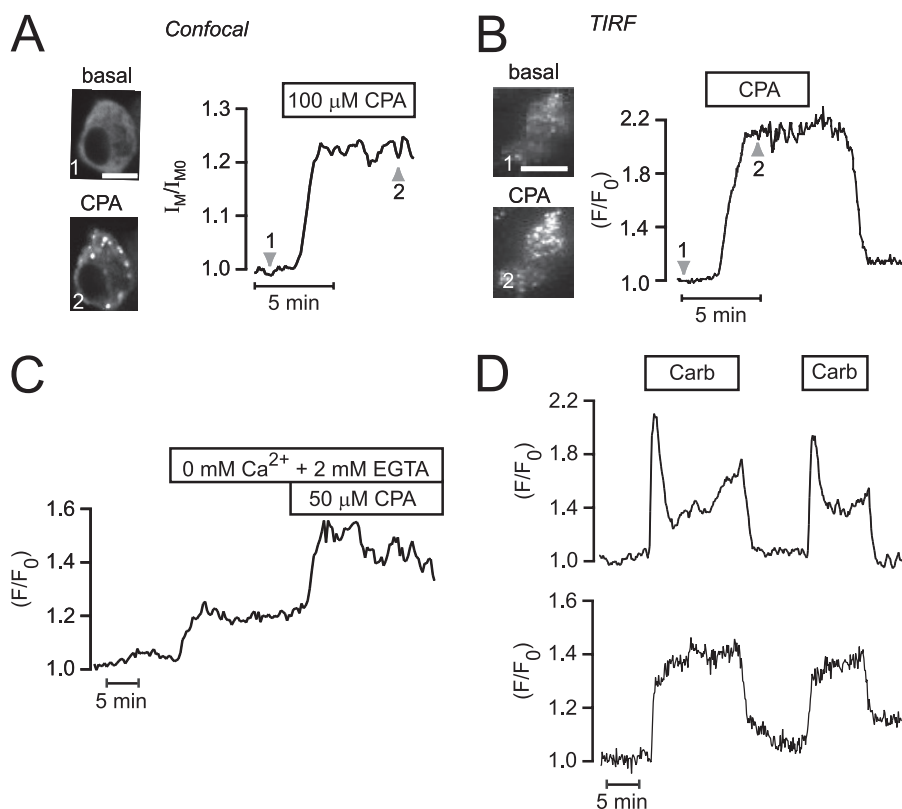 A
Confocal
basal
1
CPA
2
100 μM CPA
I_M/I_M0
1.3
1.2
1.1
1.0
1
2
5 min
B
TIRF
basal
1
CPA
2
CPA
(F/F₀)
2.2
1.8
1.4
1.0
1
2
5 min
C
0 mM Ca²⁺ + 2 mM EGTA
50 μM CPA
(F/F₀)
1.6
1.4
1.2
1.0
5 min
D
Carb
Carb
(F/F₀)
2.2
1.8
1.4
1.0
(F/F₀)
1.6
1.4
1.2
1.0
5 min